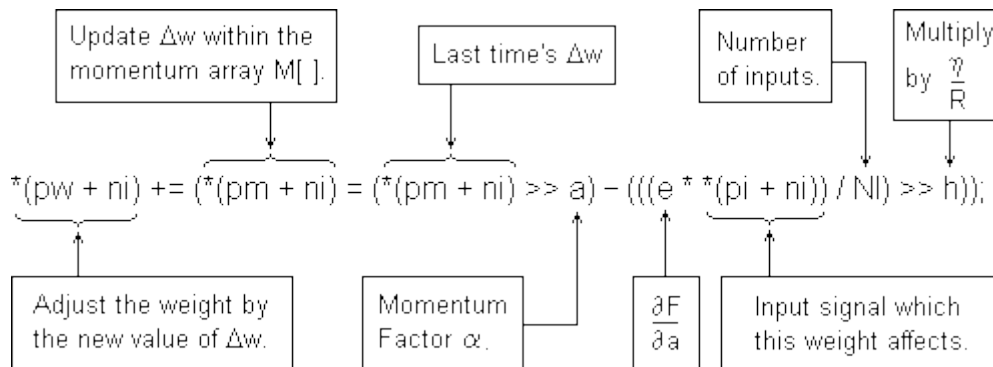 Update Δw within the
momentum array M[ ].
Last time's Δw
Number
of inputs.
Multiply
by η/R
*(pw + ni) += (*(pm + ni) = (*(pm + ni) >> a) – (((e * *(pi + ni)) / NI) >> h));
Adjust the weight by
the new value of Δw.
Momentum
Factor α.
∂F/∂a
Input signal which
this weight affects.